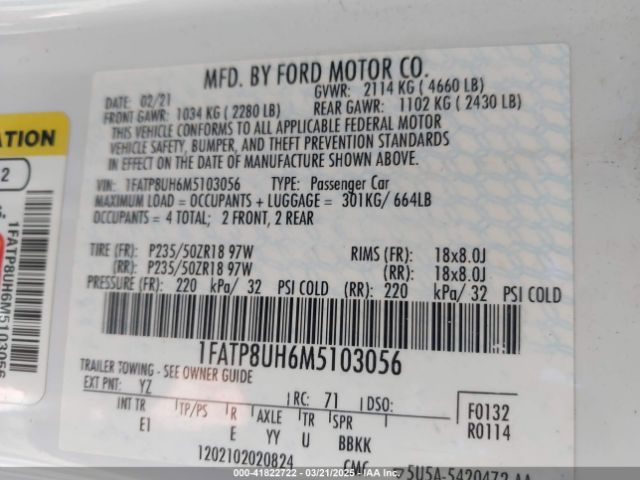 MFD. BY FORD MOTOR CO.
DATE: 02/21 GVWR: 2114 KG ( 4660 LB)
FRONT GAWR: 1034 KG ( 2280 LB) REAR GAWR: 1102 KG ( 2430 LB)
THIS VEHICLE CONFORMS TO ALL APPLICABLE FEDERAL MOTOR
VEHICLE SAFETY, BUMPER, AND THEFT PREVENTION STANDARDS
IN EFFECT ON THE DATE OF MANUFACTURE SHOWN ABOVE.
VIN: 1FATP8UH6M5103056 TYPE: Passenger Car
MAXIMUM LOAD = OCCUPANTS + LUGGAGE = 301KG/ 664LB
OCCUPANTS = 4 TOTAL; 2 FRONT, 2 REAR
TIRE (FR): P235/50ZR18 97W RIMS (FR): 18x8.0J
(RR): P235/50ZR18 97W (RR): 18x8.0J
PRESSURE (FR): 220 kPa/ 32 PSI COLD (RR): 220 kPa/ 32 PSI COLD
1FATP8UH6M5103056
TRAILER TOWING - SEE OWNER GUIDE
EXT PNT: YZ RC: 71 DSO:
INT TR TP/PS R AXLE TR SPR
E1 E YY U BBKK
F0132
R0114
1202102020824
ATION
2
1FATP8UH6M5103056
000-41822722 — 03/21/2025 — IAAI.COM